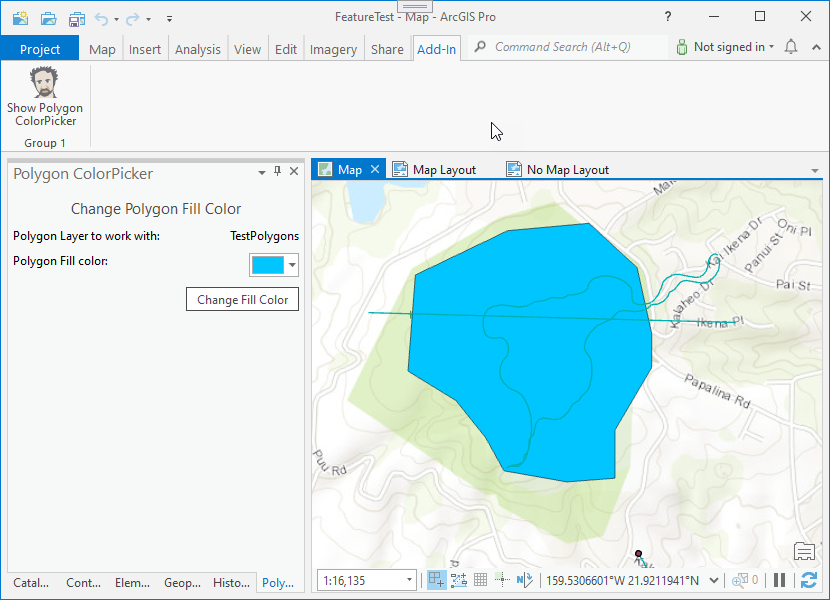 FeatureTest - Map - ArcGIS Pro
?
Project Map Insert Analysis View Edit Imagery Share Add-In Command Search (Alt+Q) Not signed in
Show Polygon
ColorPicker
Group 1
Polygon ColorPicker
Map Map Layout No Map Layout
Change Polygon Fill Color
Polygon Layer to work with: TestPolygons
Polygon Fill color:
Change Fill Color
Kai Ikena Dr
Oni Pl
Panui St
Pai St
Kalaheo Dr
Ikena Pl
Papalina Rd
Puu Rd
Catal... Cont... Elem... Geop... Histo... Poly...
1:16,135 159.5306601°W 21.9211941°N 0